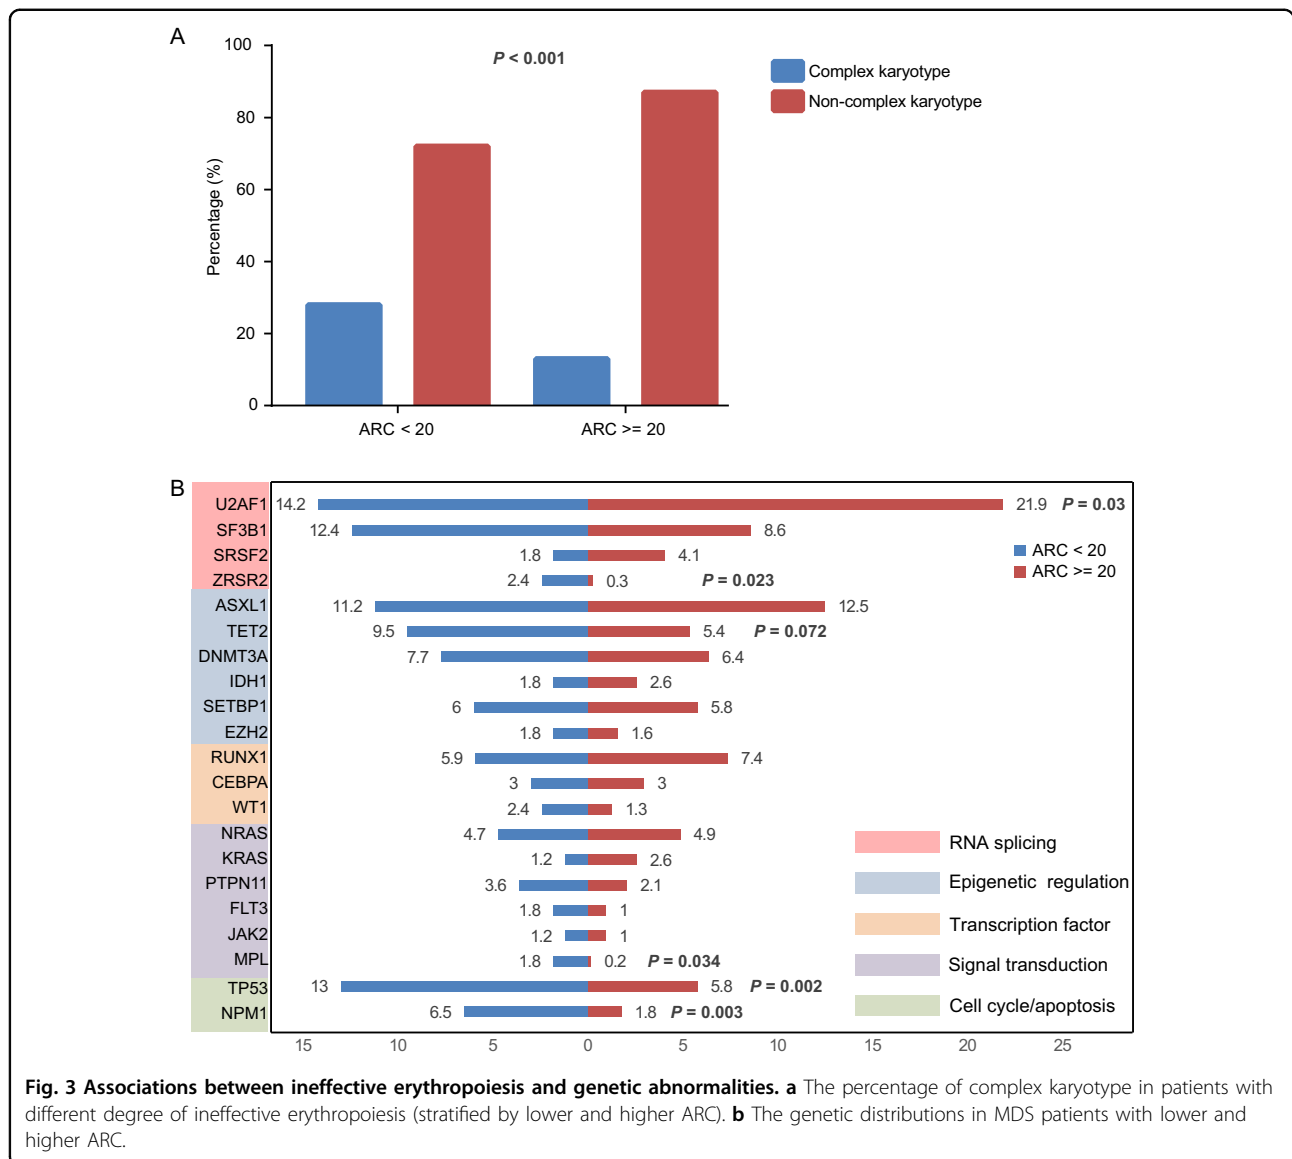 A
100
80
60
40
20
0
Percentage (%)
P < 0.001
Complex karyotype
Non-complex karyotype
ARC < 20
ARC >= 20
B
U2AF1 14.2 21.9 P = 0.03
SF3B1 12.4 8.6
SRSF2 1.8 4.1
ZRSR2 2.4 0.3 P = 0.023
ASXL1 11.2 12.5
TET2 9.5 5.4 P = 0.072
DNMT3A 7.7 6.4
IDH1 1.8 2.6
SETBP1 6 5.8
EZH2 1.8 1.6
RUNX1 5.9 7.4
CEBPA 3 3
WT1 2.4 1.3
NRAS 4.7 4.9
KRAS 1.2 2.6
PTPN11 3.6 2.1
FLT3 1.8 1
JAK2 1.2 1
MPL 1.8 0.2 P = 0.034
TP53 13 5.8 P = 0.002
NPM1 6.5 1.8 P = 0.003
ARC < 20
ARC >= 20
RNA splicing
Epigenetic regulation
Transcription factor
Signal transduction
Cell cycle/apoptosis
15 10 5 0 5 10 15 20 25
Fig. 3 Associations between ineffective erythropoiesis and genetic abnormalities. a The percentage of complex karyotype in patients with
different degree of ineffective erythropoiesis (stratified by lower and higher ARC). b The genetic distributions in MDS patients with lower and
higher ARC.